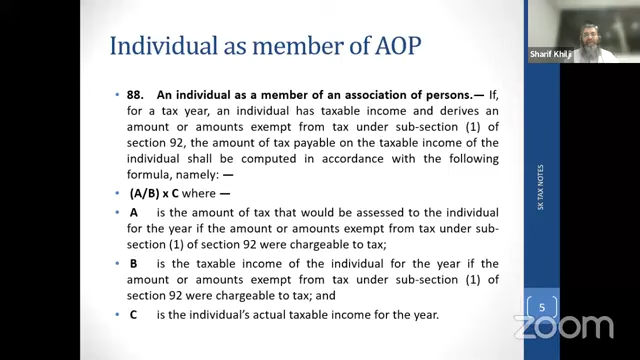 Individual as member of AOP
Sharif Khilji
• 88. An individual as a member of an association of persons.— If,
for a tax year, an individual has taxable income and derives an
amount or amounts exempt from tax under sub-section (1) of
section 92, the amount of tax payable on the taxable income of
the individual shall be computed in accordance with the following
formula, namely: —
• (A/B) x C where —
• A is the amount of tax that would be assessed to the individual
for the year if the amount or amounts exempt from tax under sub-
section (1) of section 92 were chargeable to tax;
• B is the taxable income of the individual for the year if the
amount or amounts exempt from tax under sub-section (1) of
section 92 were chargeable to tax; and
• C is the individual's actual taxable income for the year.
SK TAX NOTES
5
zoom